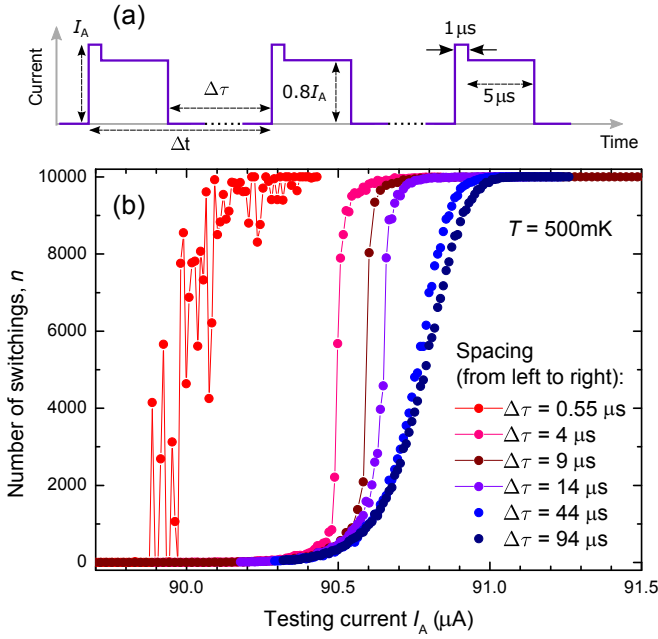 (a)
I_A
1 μs
Current
Δτ
0.8I_A
5 μs
Δt
Time
(b)
10000
8000
6000
4000
2000
0
Number of switchings, n
T = 500mK
Spacing
(from left to right):
Δτ = 0.55 μs
Δτ = 4 μs
Δτ = 9 μs
Δτ = 14 μs
Δτ = 44 μs
Δτ = 94 μs
90.0 90.5 91.0 91.5
Testing current I_A (μA)